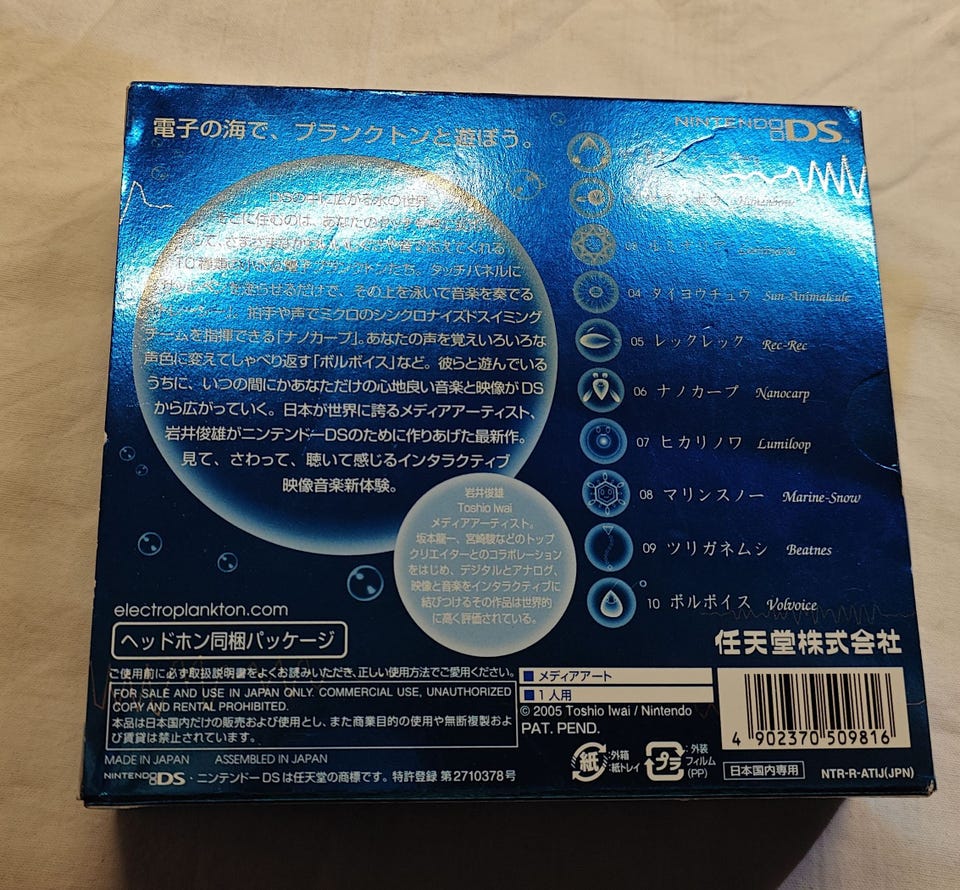 電子の海で、プランクトンと遊ぼう。
NINTENDO DS™
DSの中に広がる水の世界
そこに住むのは、あなたの
タッチパネルに
その上を泳いで音楽を奏でる
拍手や声でミクロのシンクロナイズドスイミング
チームを指揮できる「ナノカープ」。あなたの声を覚えいろいろな
声色に変えてしゃべり返す「ボルボイス」など。彼らと遊んでいる
うちに、いつの間にかあなただけの心地良い音楽と映像がDS
から広がっていく。日本が世界に誇るメディアアーティスト、
岩井俊雄がニンテンドーDSのために作りあげた最新作。
見て、さわって、聴いて感じるインタラクティブ
映像音楽新体験。
04 タイヨウチュウ Sun-Animalcule
05 レックレック Rec-Rec
06 ナノカープ Nanocarp
07 ヒカリノワ Lumiloop
08 マリンスノー Marine-Snow
09 ツリガネムシ Beatnes
10 ボルボイス Volvoice
岩井俊雄
Toshio Iwai
メディアアーティスト。
坂本龍一、宮崎駿などのトップ
クリエイターとのコラボレーション
をはじめ、デジタルとアナログ、
映像と音楽をインタラクティブに
結びつけるその作品は世界的
に高く評価されている。
electroplankton.com
ヘッドホン同梱パッケージ
任天堂株式会社
ご使用前に必ず取扱説明書をよくお読みいただき、正しい使用方法でご愛用ください。
FOR SALE AND USE IN JAPAN ONLY. COMMERCIAL USE, UNAUTHORIZED
COPY AND RENTAL PROHIBITED.
本品は日本国内だけの販売および使用とし、また商業目的の使用や無断複製およ
び賃貸は禁止されています。
MADE IN JAPAN ASSEMBLED IN JAPAN
NINTENDO DS・ニンテンドーDSは任天堂の商標です。特許登録 第2710378号
■メディアアート
■1人用
© 2005 Toshio Iwai / Nintendo
PAT. PEND.
紙 :外箱
:紙トレイ
プラ :外装
フィルム
(PP)
4 902370 509816
日本国内専用
NTR-R-ATIJ(JPN)